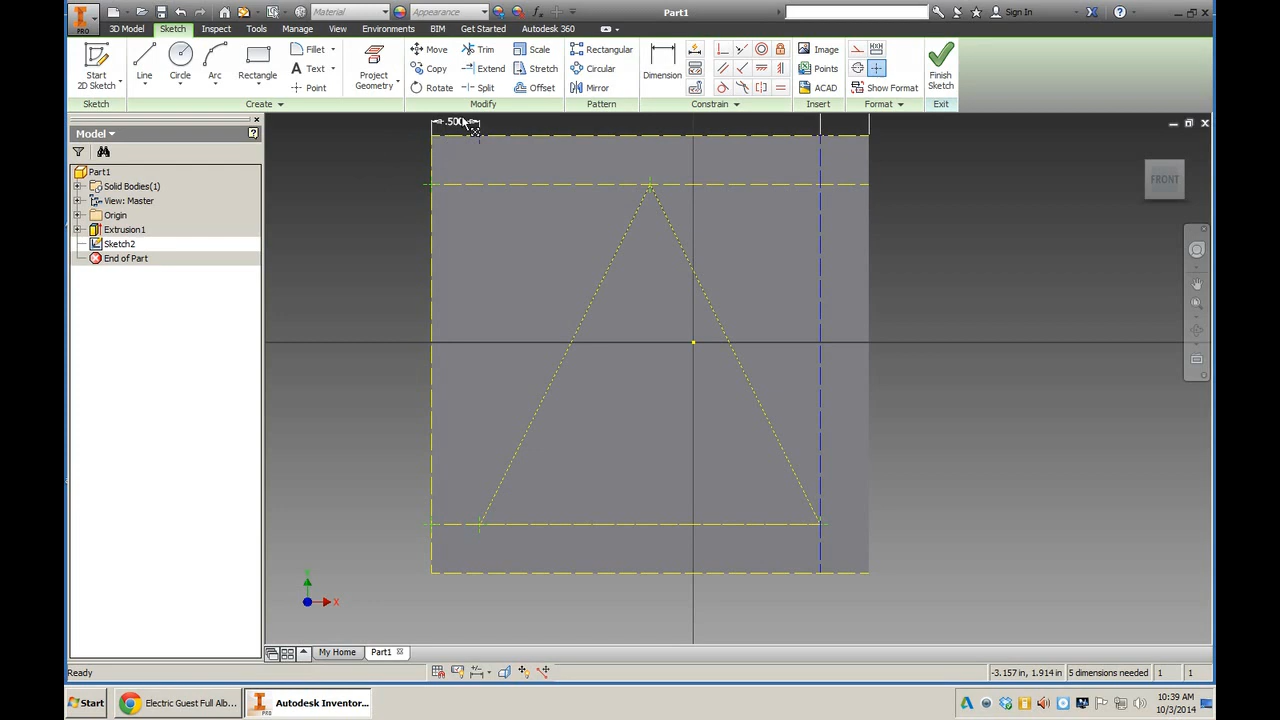 Material
Appearance
Part1
Sign In
PRO
3D Model
Sketch
Inspect
Tools
Manage
View
Environments
BIM
Get Started
Autodesk 360
Start
2D Sketch
Line
Circle
Arc
Rectangle
Fillet
Text
Point
Project
Geometry
Move
Copy
Rotate
Trim
Extend
Split
Scale
Stretch
Offset
Rectangular
Circular
Mirror
Dimension
Image
Points
ACAD
Show Format
Finish
Sketch
Sketch
Create
Modify
Pattern
Constrain
Insert
Format
Exit
Model
Part1
Solid Bodies(1)
View: Master
Origin
Extrusion1
Sketch2
End of Part
.500
FRONT
X
My Home
Part1
Ready
-3.157 in, 1.914 in
5 dimensions needed
1
1
Start
Electric Guest Full Alb...
Autodesk Inventor...
10:39 AM
10/3/2014